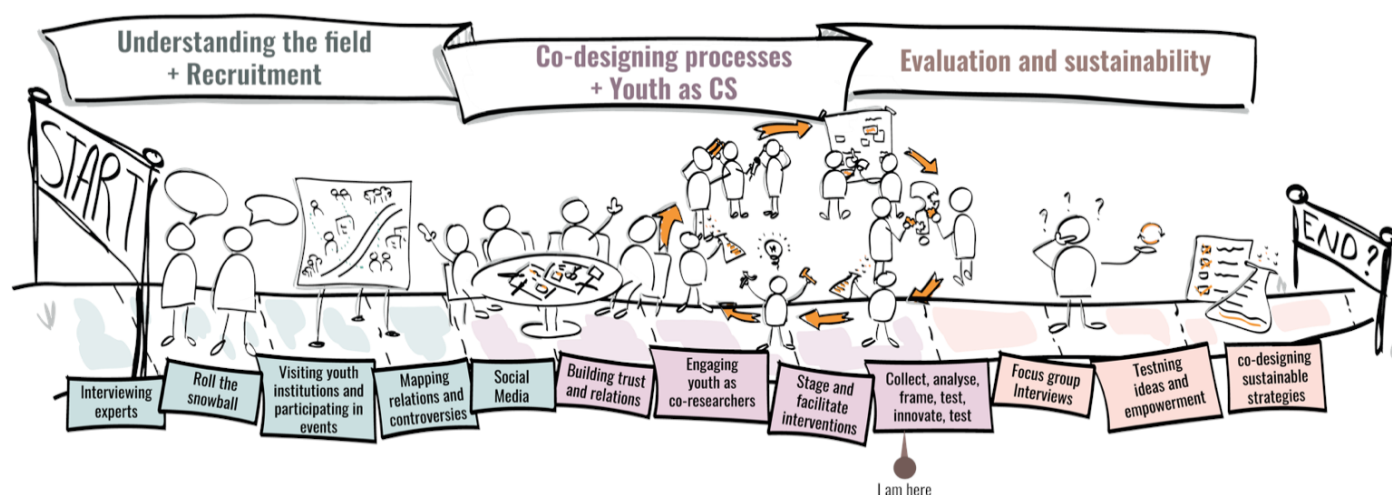 Understanding the field
+ Recruitment
Co-designing processes
+ Youth as CS
Evaluation and sustainability
START
? ? ?
END?
Interviewing
experts
Roll the
snowball
Visiting youth
institutions and
participating in
events
Mapping
relations and
controversies
Social
Media
Building trust
and relations
Engaging
youth as
co-researchers
Stage and
facilitate
interventions
Collect, analyse,
frame, test,
innovate, test
Focus group
Interviews
Testning
ideas and
empowerment
co-designing
sustainable
strategies
I am here